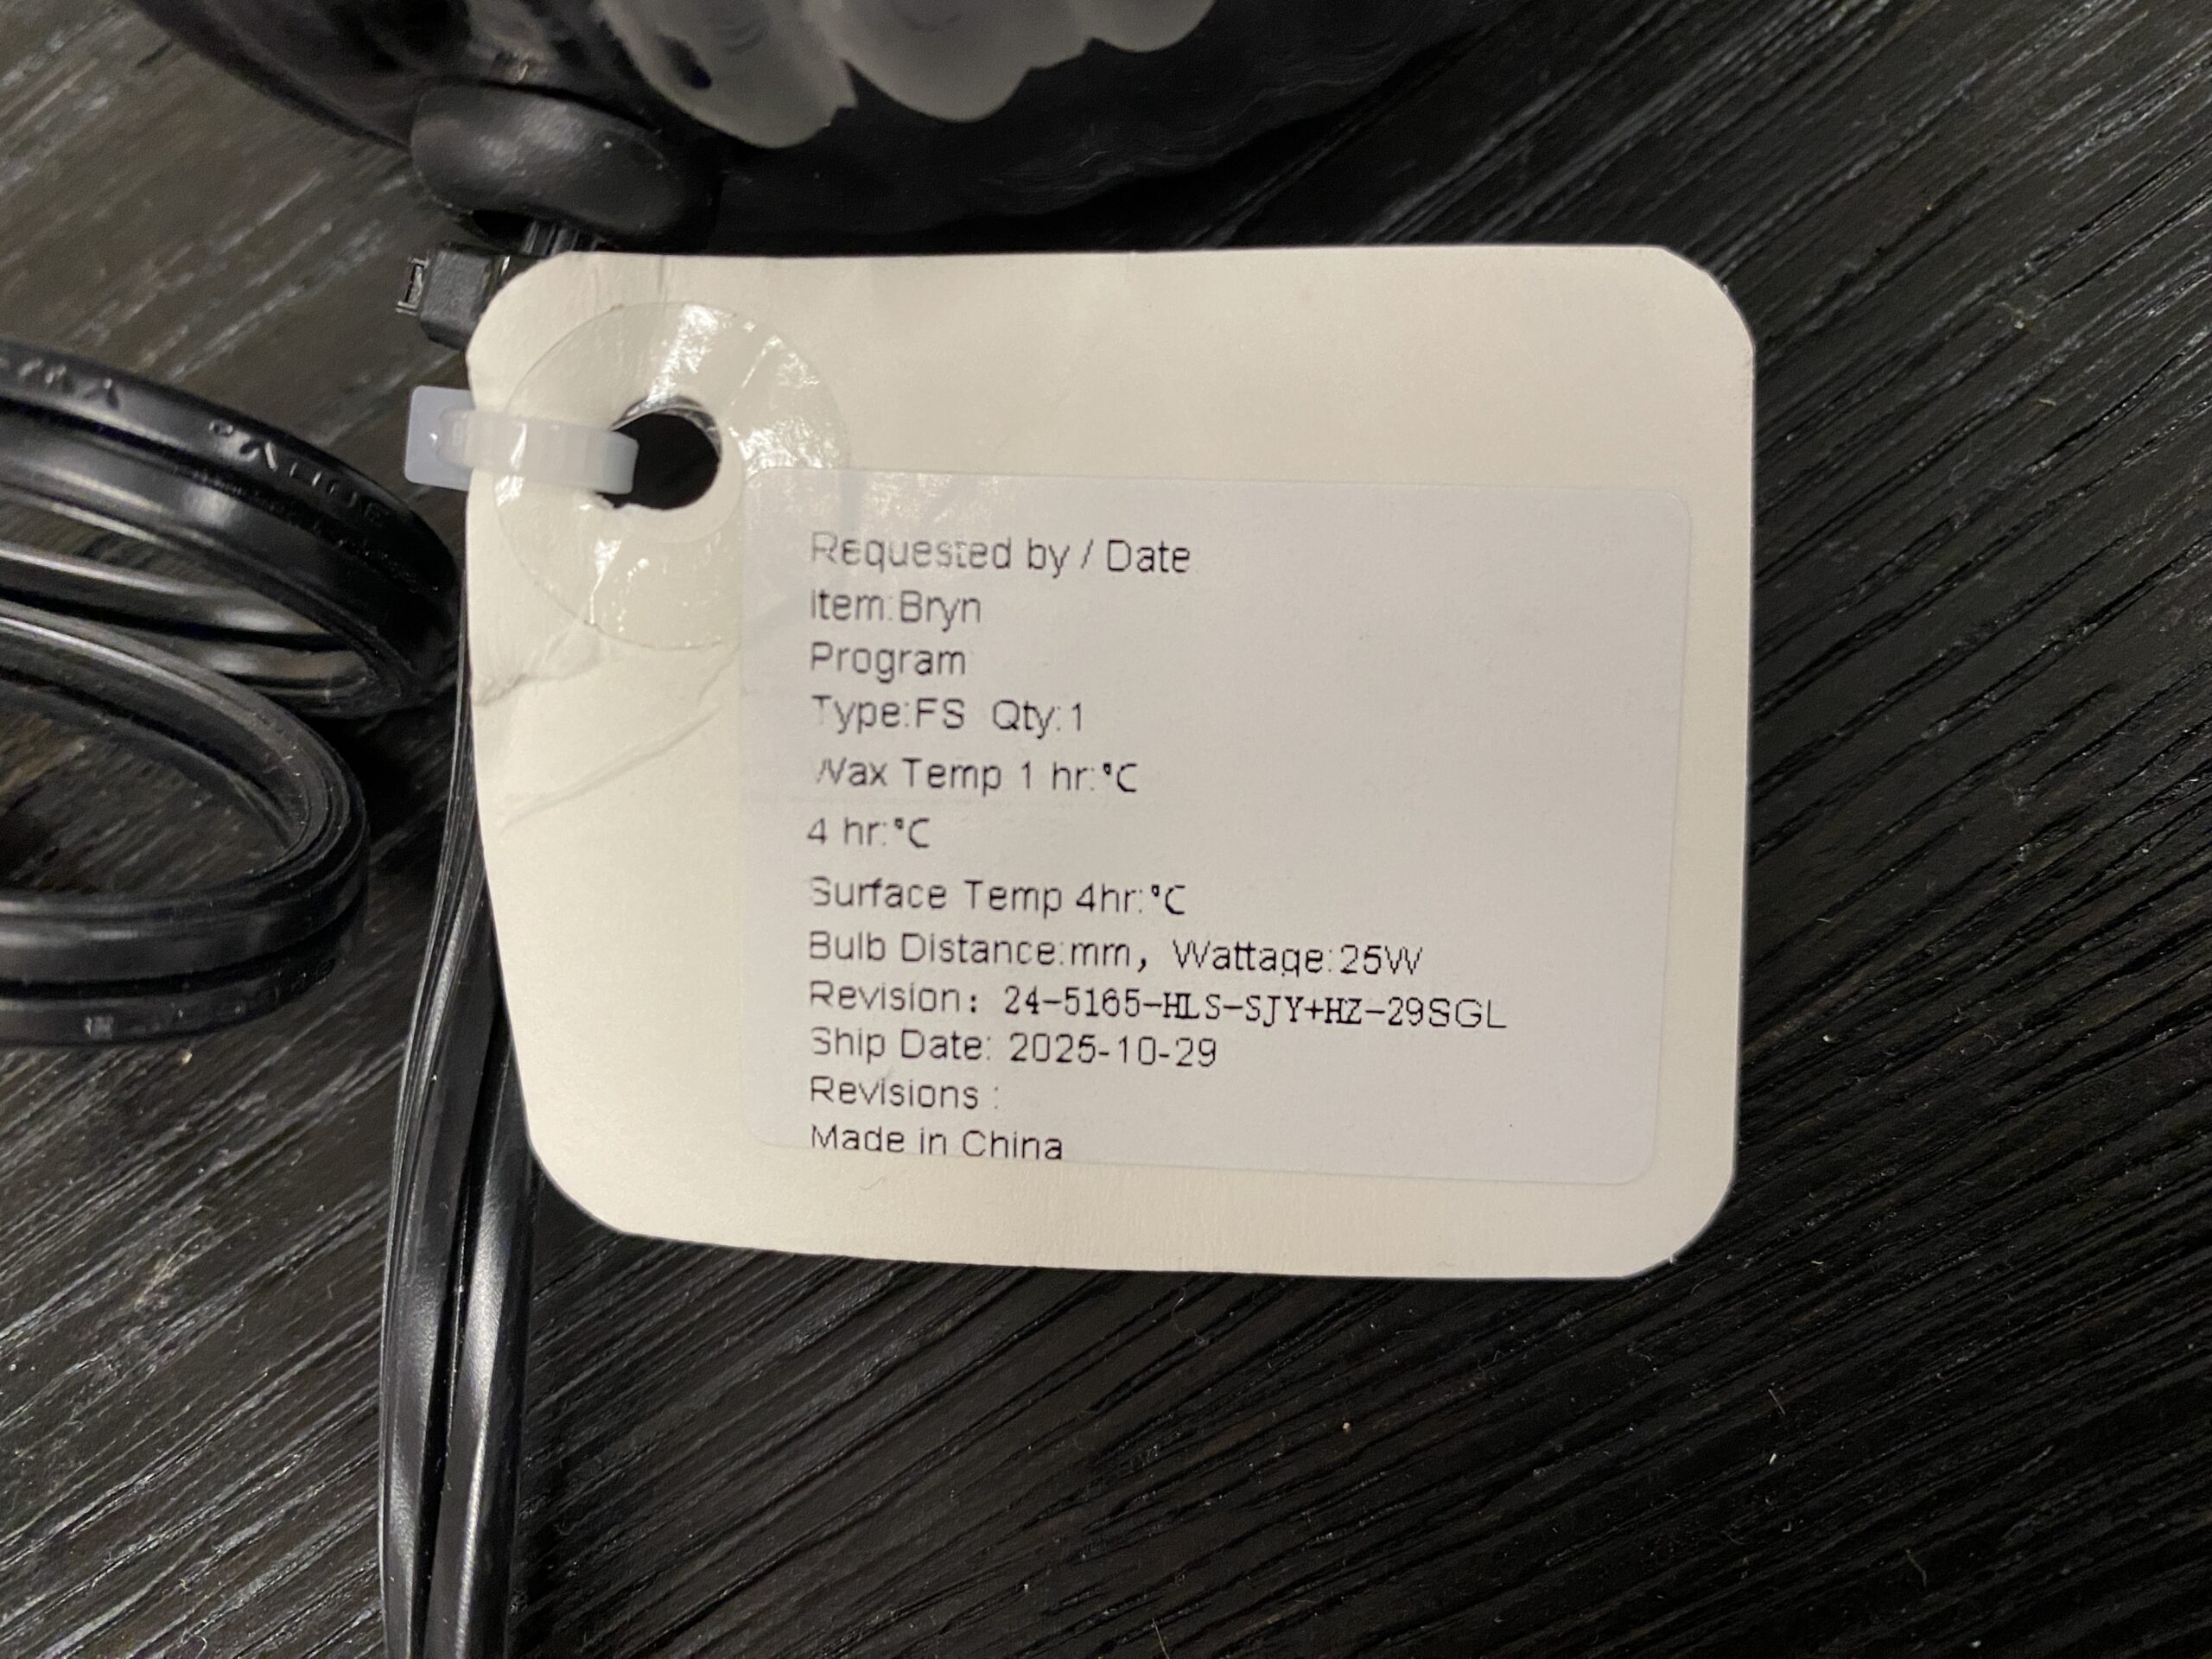 Requested by / Date
Item:Bryn
Program
Type:FS Qty:1
Wax Temp 1 hr:°C
4 hr:°C
Surface Temp 4hr:°C
Bulb Distance:mm, Wattage:25W
Revision: 24-5165-HLS-SJY+HZ-29SGL
Ship Date: 2025-10-29
Revisions :
Made in China